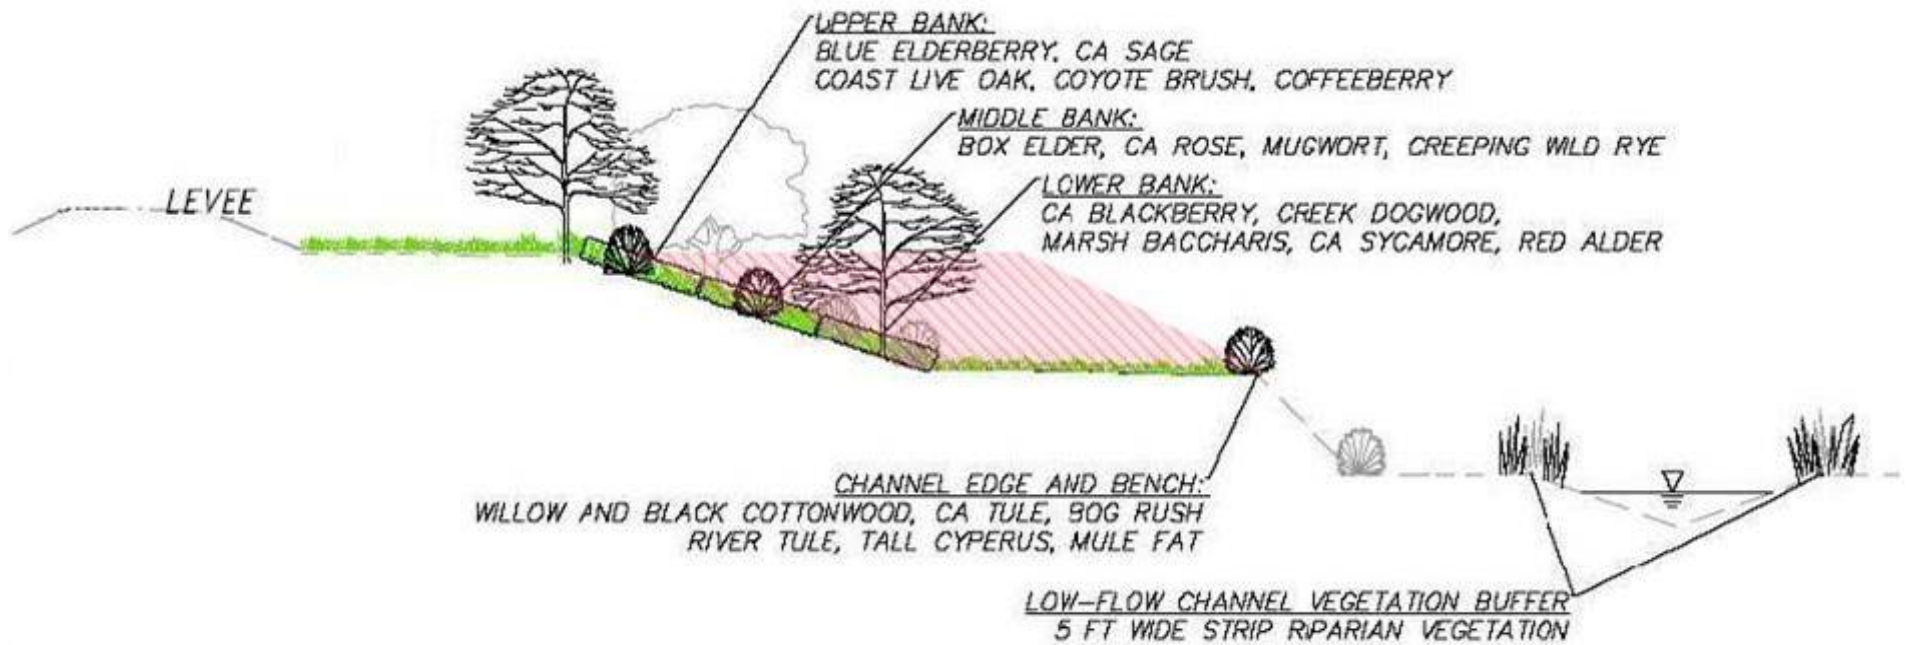 UPPER BANK:
BLUE ELDERBERRY, CA SAGE
COAST LIVE OAK, COYOTE BRUSH, COFFEEBERRY
MIDDLE BANK:
BOX ELDER, CA ROSE, MUGWORT, CREEPING WILD RYE
LEVEE
LOWER BANK:
CA BLACKBERRY, CREEK DOGWOOD,
MARSH BACCHARIS, CA SYCAMORE, RED ALDER
CHANNEL EDGE AND BENCH:
WILLOW AND BLACK COTTONWOOD, CA TULE, BOG RUSH
RIVER TULE, TALL CYPERUS, MULE FAT
LOW-FLOW CHANNEL VEGETATION BUFFER
5 FT WIDE STRIP RIPARIAN VEGETATION